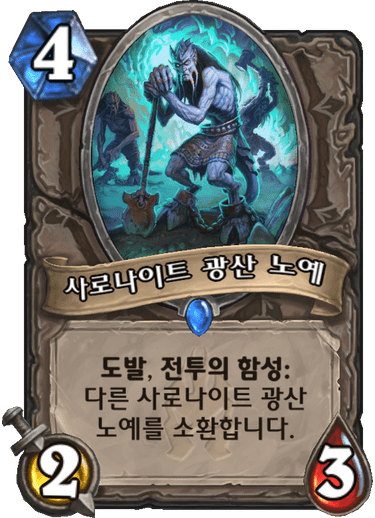 4
사로나이트 광산 노예
도발, 전투의 함성:
다른 사로나이트 광산
노예를 소환합니다.
2
3